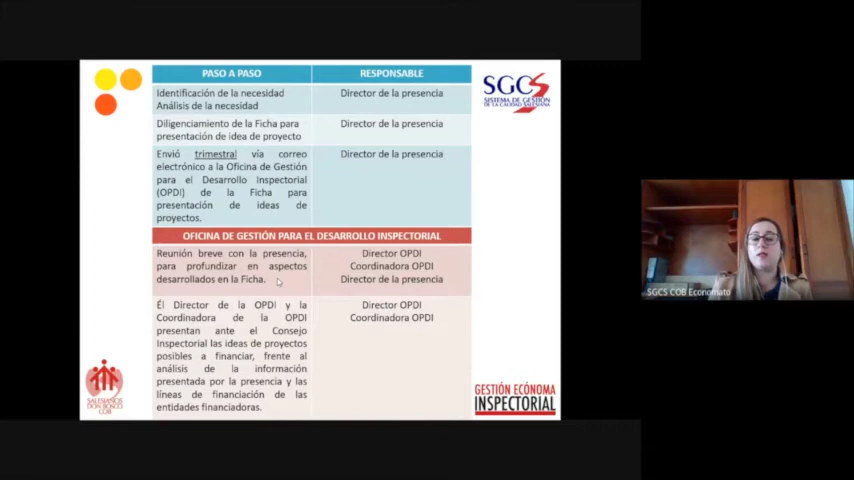 PASO A PASO
RESPONSABLE
Identificación de la necesidad
Análisis de la necesidad
Director de la presencia
Diligenciamiento de la Ficha para
presentación de idea de proyecto
Director de la presencia
Envió trimestral vía correo
electrónico a la Oficina de Gestión
para el Desarrollo Inspectorial
(OPDI) de la Ficha para
presentación de ideas de
proyectos.
Director de la presencia
OFICINA DE GESTIÓN PARA EL DESARROLLO INSPECTORIAL
Reunión breve con la presencia,
para profundizar en aspectos
desarrollados en la Ficha.
Director OPDI
Coordinadora OPDI
Director de la presencia
Él Director de la OPDI y la
Coordinadora de la OPDI
presentan ante el Consejo
Inspectorial las ideas de proyectos
posibles a financiar, frente al
análisis de la información
presentada por la presencia y las
líneas de financiación de las
entidades financiadoras.
Director OPDI
Coordinadora OPDI
SGCS
SISTEMA DE GESTIÓN
DE LA CALIDAD SALESIANA
SALESIANOS
DON BOSCO
COB
GESTIÓN ECÓNOMA
INSPECTORIAL
SGCS COB Economato